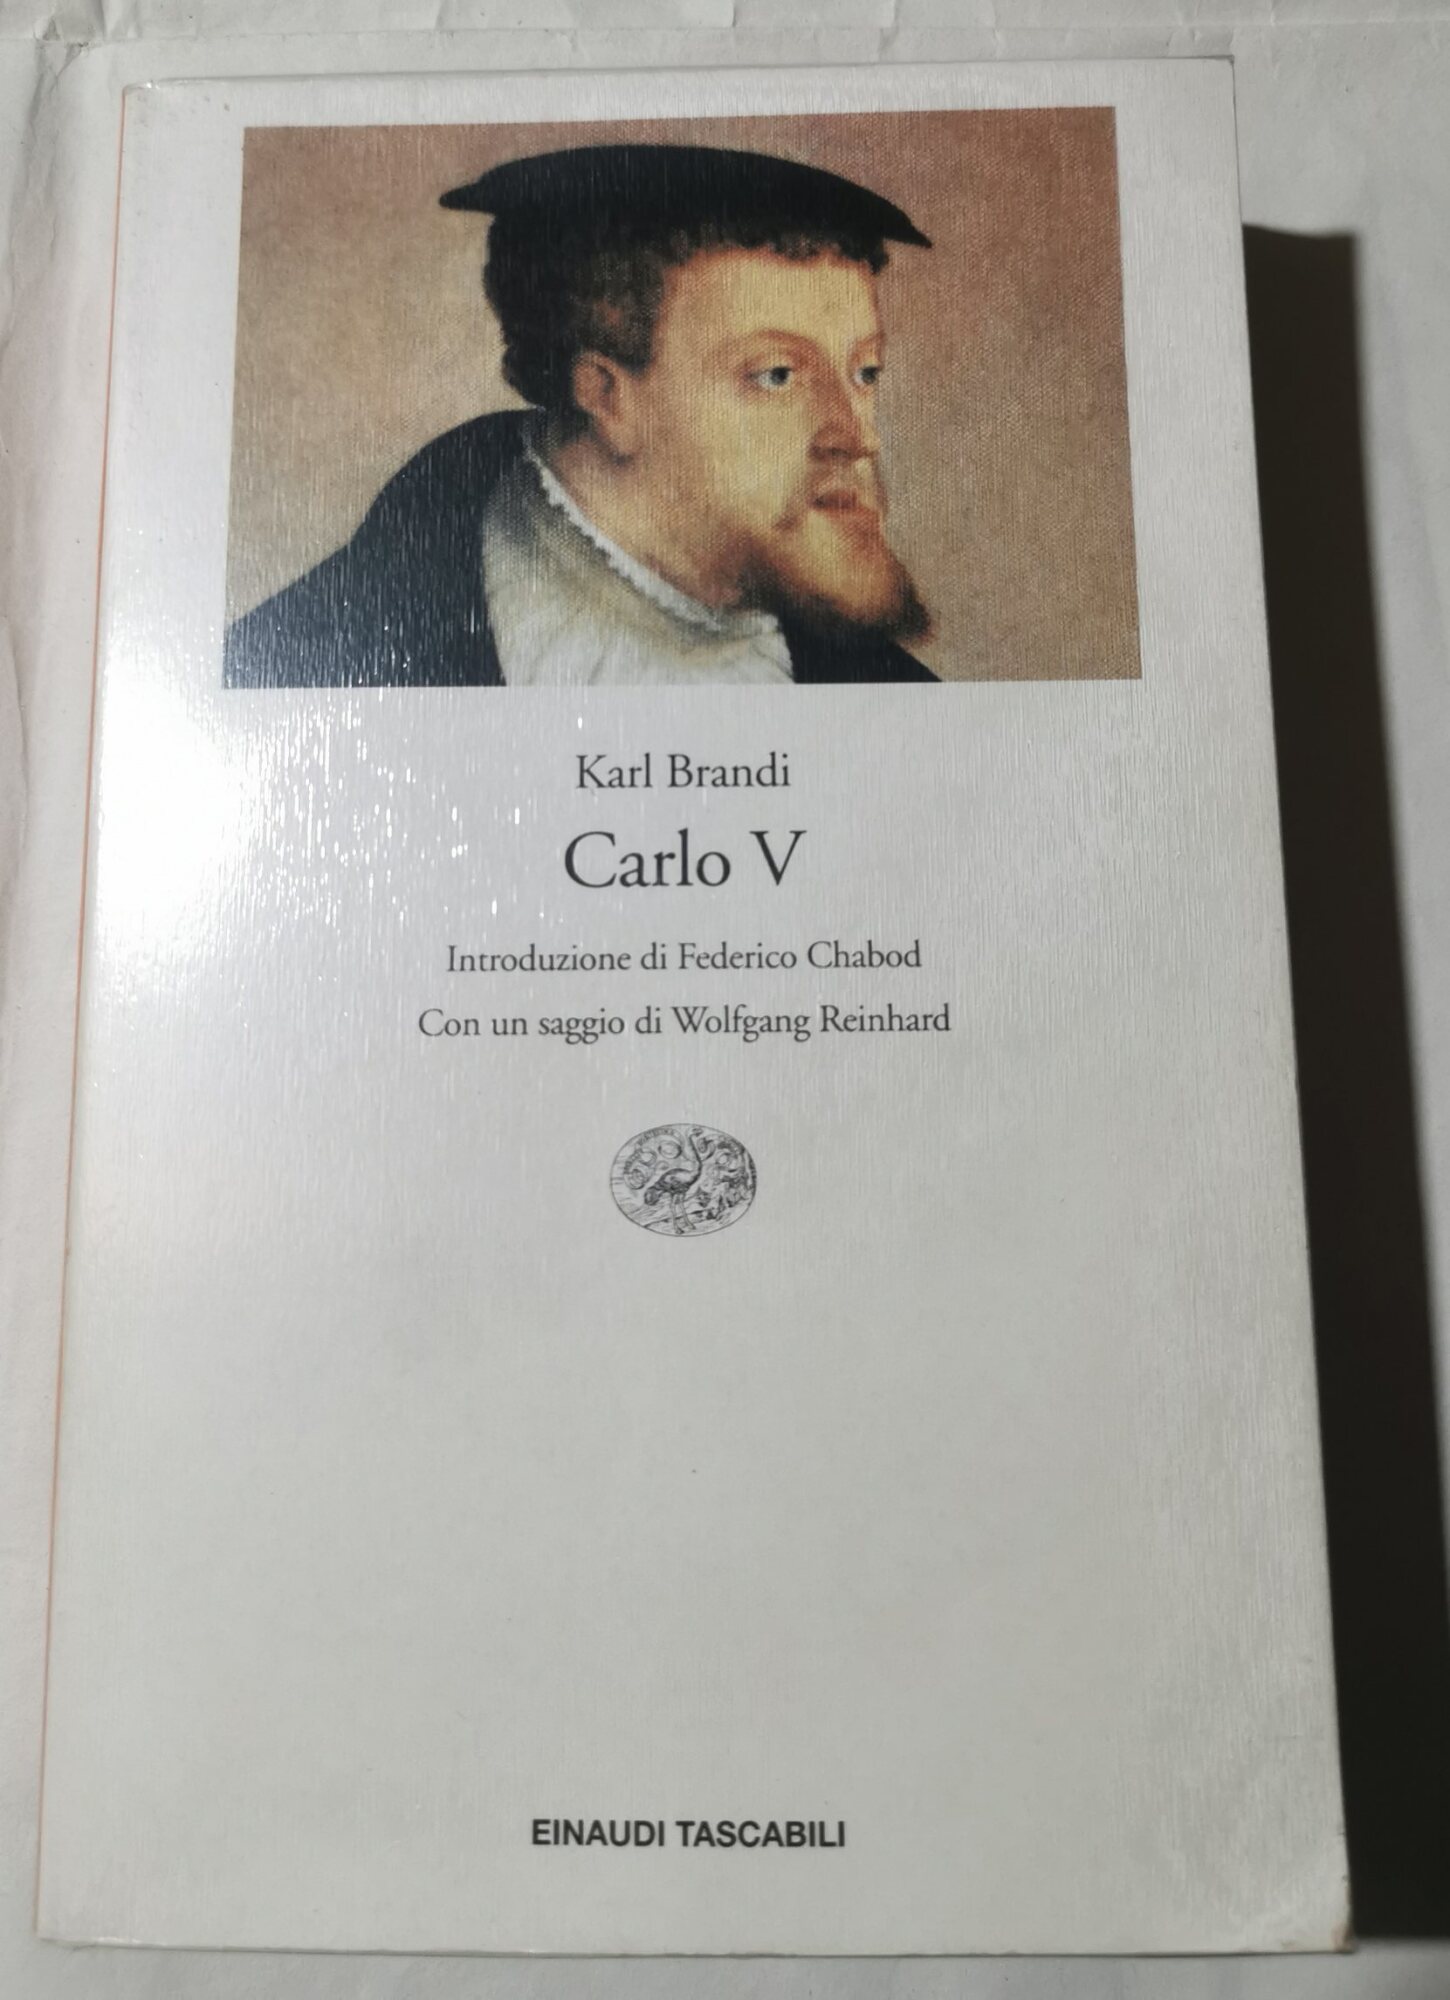 Karl Brandi
Carlo V
Introduzione di Federico Chabod
Con un saggio di Wolfgang Reinhard
EINAUDI TASCABILI